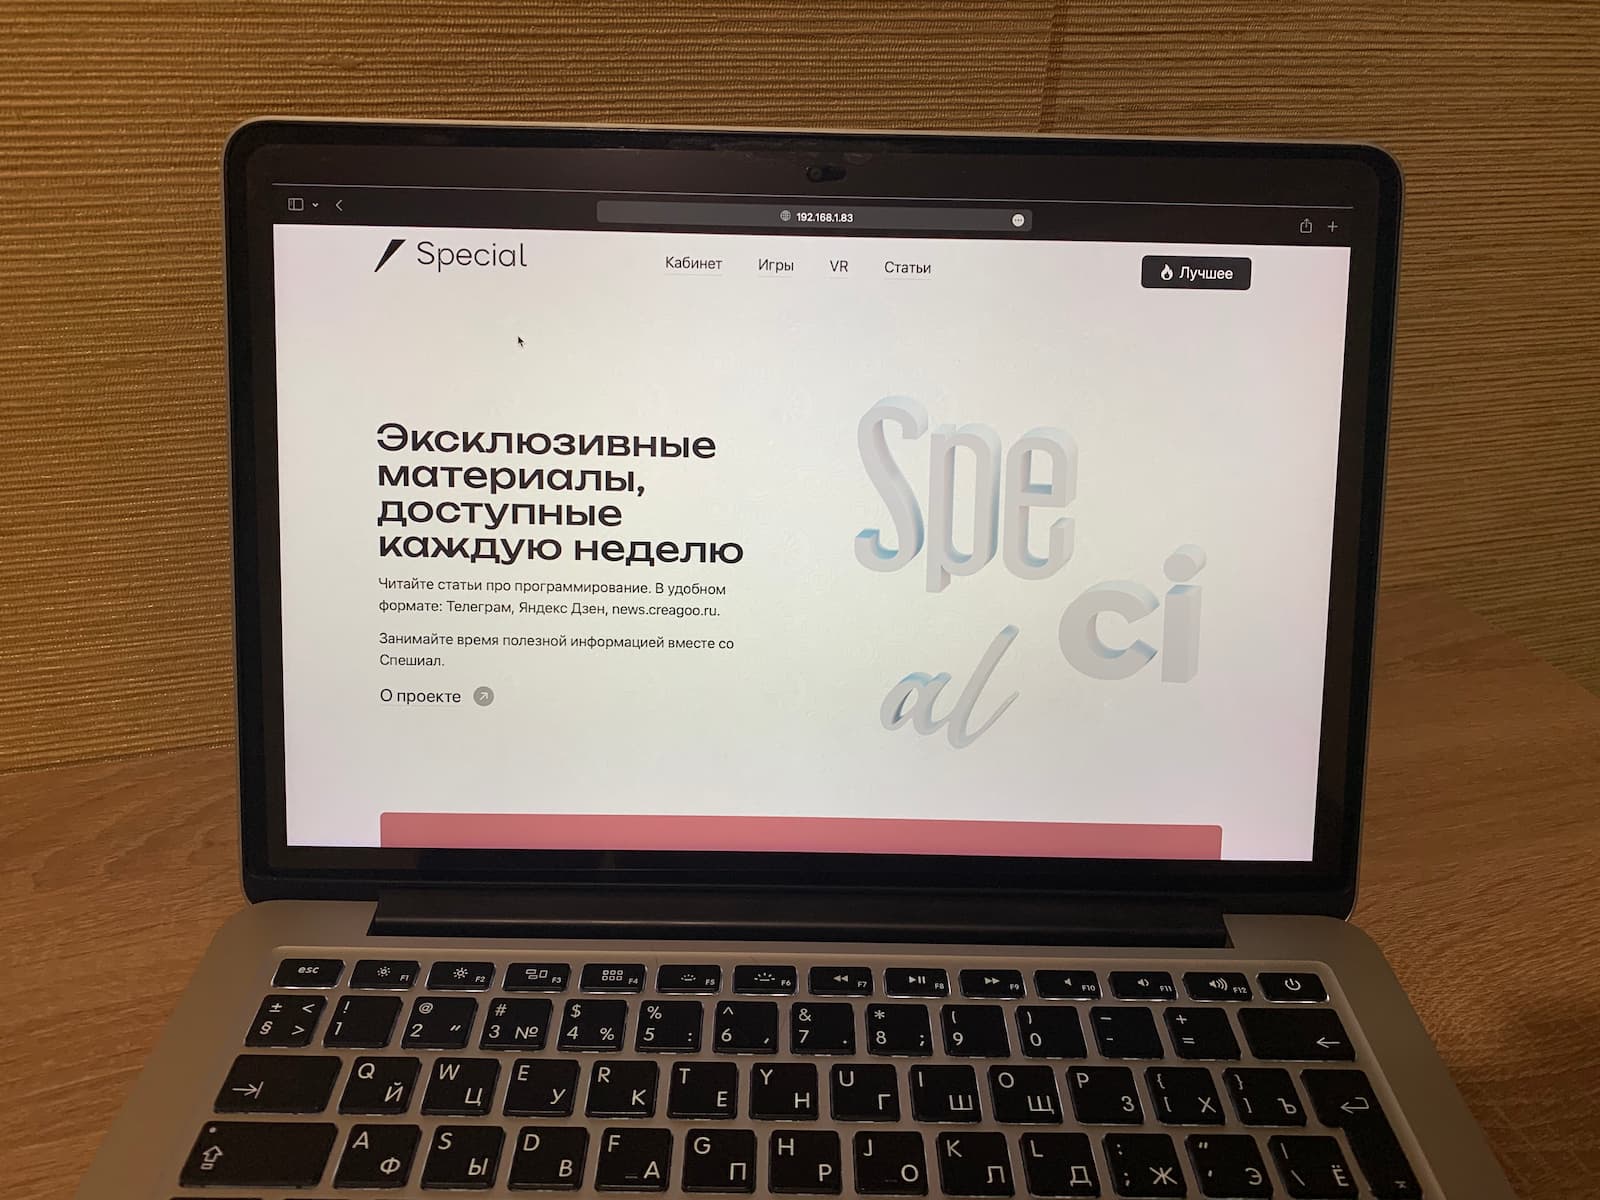 192.168.1.83
Special
Кабинет Игры VR Статьи
Лучшее
Эксклюзивные
материалы,
доступные
каждую неделю
Читайте статьи про программирование. В удобном
формате: Телеграм, Яндекс Дзен, news.creagoo.ru.
Занимайте время полезной информацией вместе со
Спешиал.
О проекте
Spe
ci
al
esc F1 F2 F3 F4 F5 F6 F7 F8 F9 F10 F11 F12
± < ! @ # $ % ^ & * ( ) – +
§ > 1 2 " 3 № 4 % 5 : 6 , 7 . 8 ; 9 0 - =
Q W E R T Y U I O P { }
Й Ц У К Е Н Г Ш Щ З [ Х ] Ъ
A S D F G H J K L : " |
Ф Ы В А П Р О Л Д ; Ж ' Э \ Ё